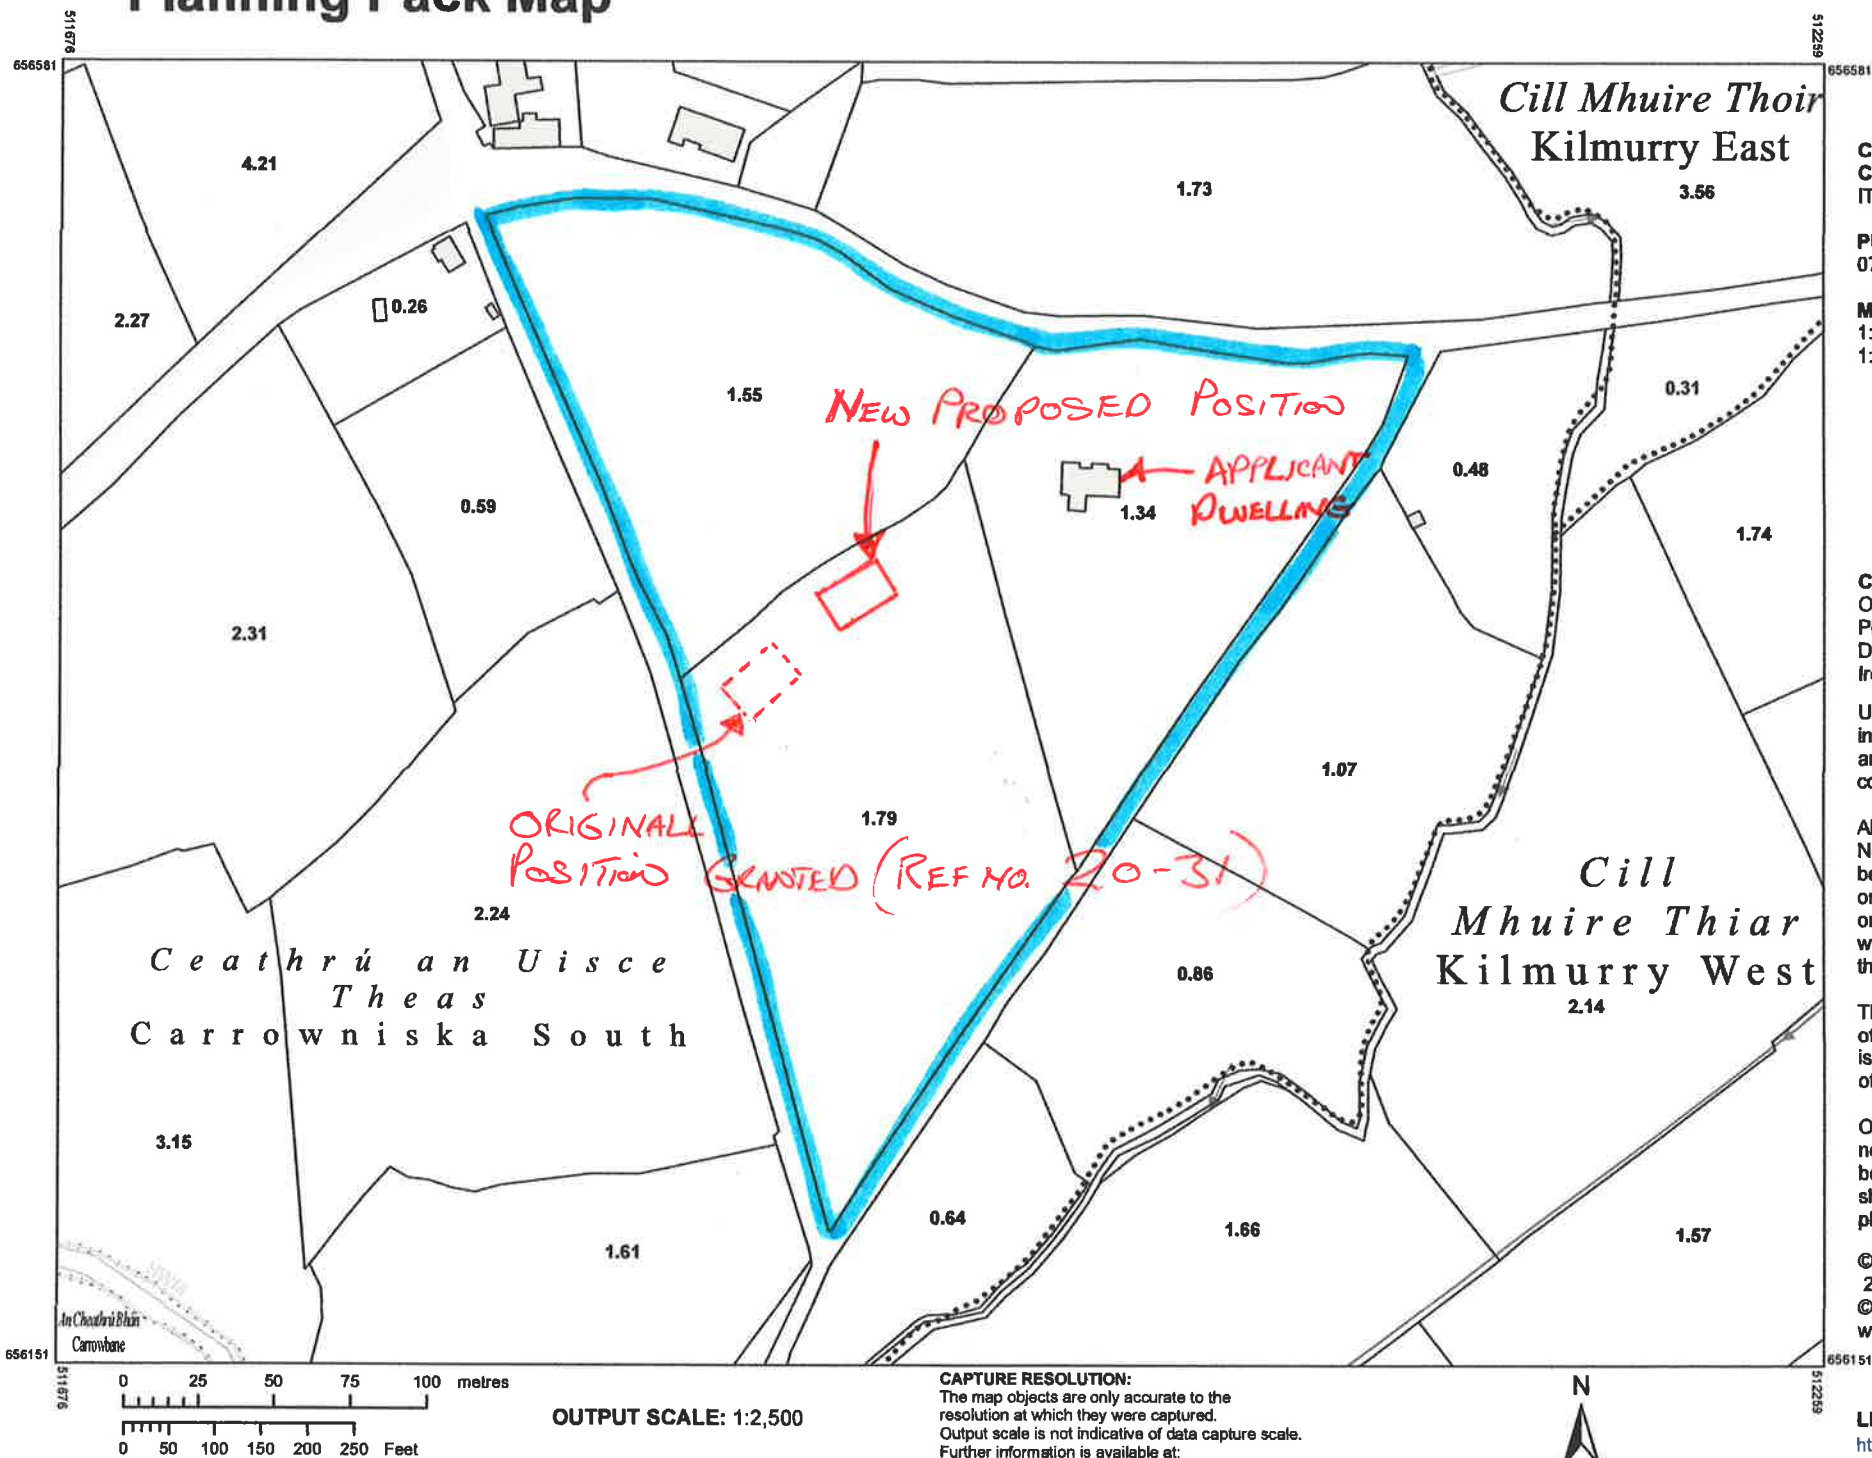 Planning Pack Map
511676
512259
656581
656581
Cill Mhuire Thoir
Kilmurry East
4.21
1.73
3.56
2.27
0.26
1.55
0.31
NEW PROPOSED POSITION
0.48
APPLICANT
DWELLING
1.34
0.59
1.74
2.31
1.07
1.79
ORIGINALL
POSITION GRANTED (REF NO. 20-31)
2.24
Cill
Mhuire Thiar
Kilmurry West
2.14
0.86
Ceathrú an Uisce
Theas
Carrowniska South
3.15
0.64
1.66
1.57
1.61
An Cheathrú Bhán
Carrowbane
656151
656151
511676
512259
0 25 50 75 100 metres
0 50 100 150 200 250 Feet
OUTPUT SCALE: 1:2,500
CAPTURE RESOLUTION:
The map objects are only accurate to the
resolution at which they were captured.
Output scale is not indicative of data capture scale.
Further information is available at:
N